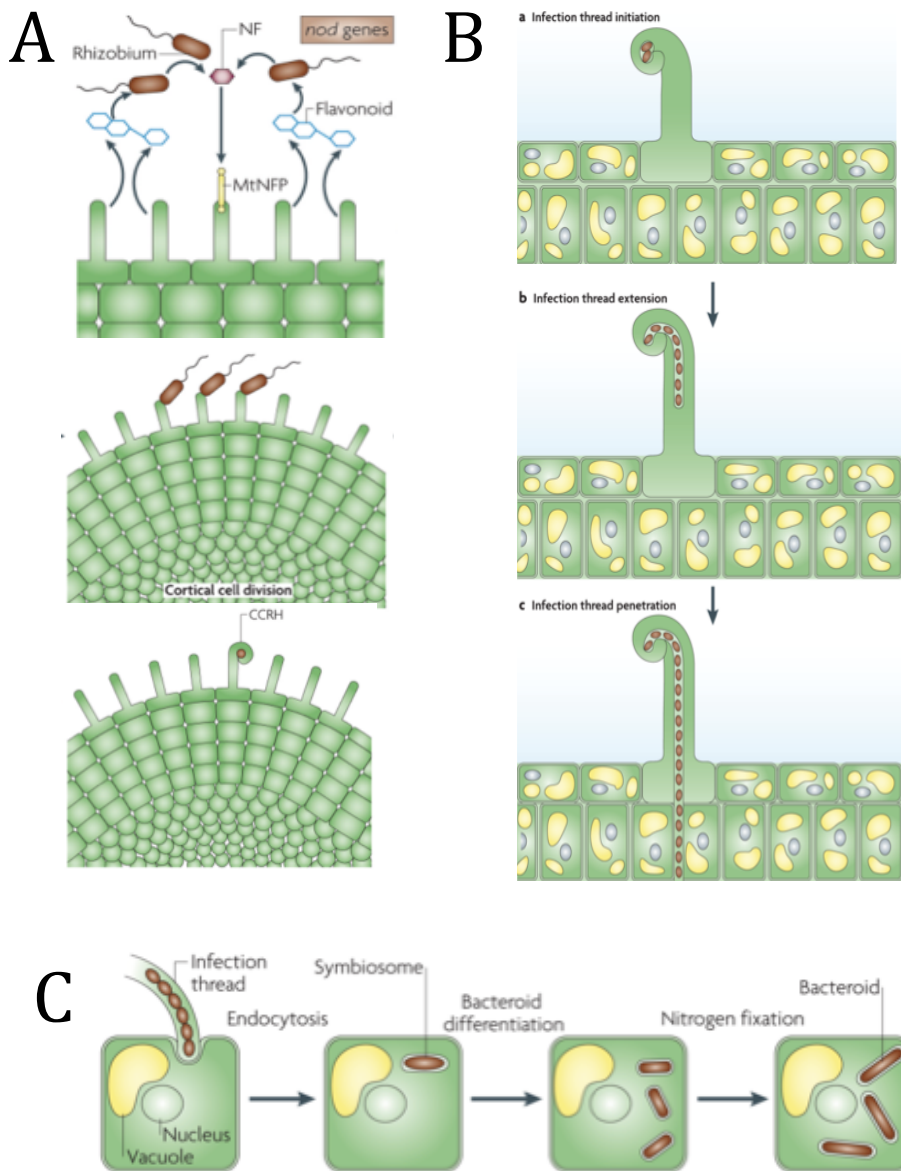 A
NF
nod genes
Rhizobium
Flavonoid
MtNFP
Cortical cell division
CCRH
B
a Infection thread initiation
b Infection thread extension
c Infection thread penetration
C
Infection
thread
Endocytosis
Nucleus
Vacuole
Symbiosome
Bacteroid
differentiation
Nitrogen fixation
Bacteroid